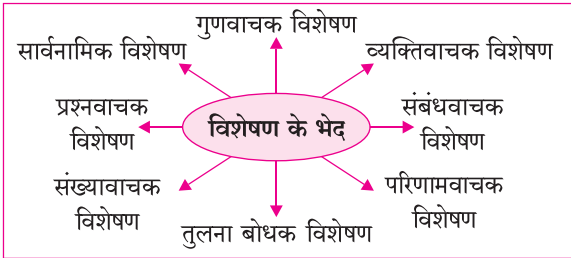 गुणवाचक विशेषण
सार्वनामिक विशेषण
व्यक्तिवाचक विशेषण
प्रश्नवाचक
विशेषण
विशेषण के भेद
संबंधवाचक
विशेषण
संख्यावाचक
विशेषण
परिणामवाचक
विशेषण
तुलना बोधक विशेषण